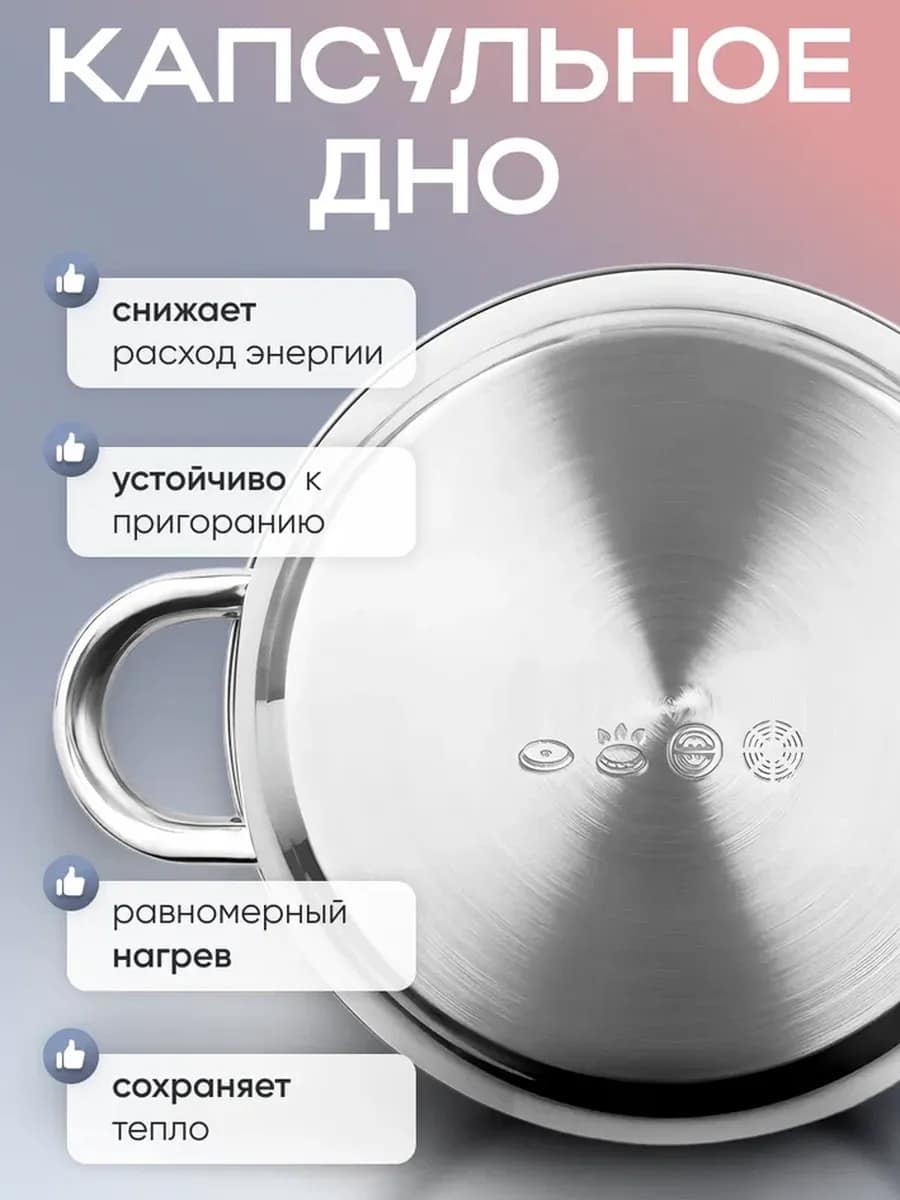 КАПСУЛЬНОЕ
ДНО
снижает
расход энергии
устойчиво к
пригоранию
равномерный
нагрев
сохраняет
тепло